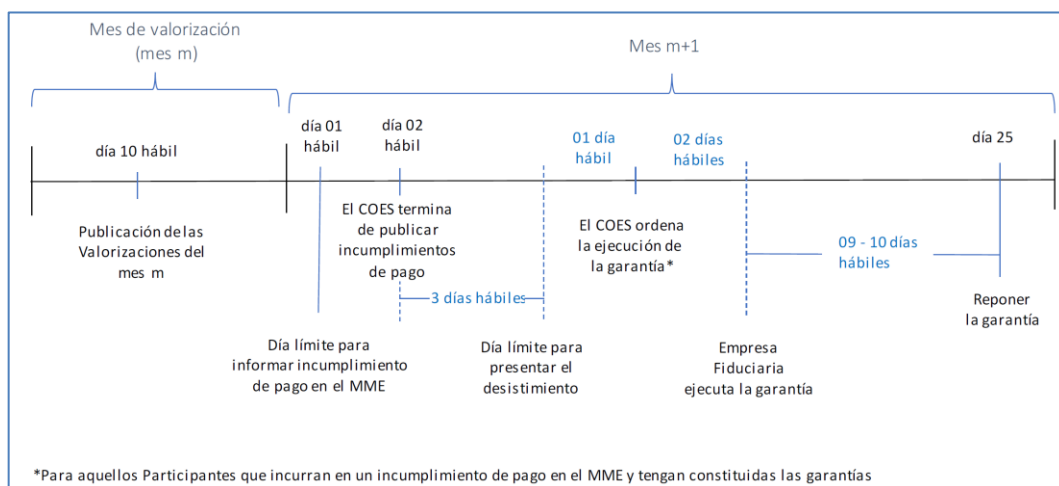 Mes de valorización
(mes m)
Mes m+1
día 10 hábil
día 01
hábil
día 02
hábil
01 día
hábil
02 días
hábiles
día 25
Publicación de las
Valorizaciones del
mes m
El COES termina
de publicar
incumplimientos
de pago
El COES ordena
la ejecución de
la garantía*
09 - 10 días
hábiles
3 días hábiles
Reponer
la garantía
Día límite para
informar incumplimiento
de pago en el MME
Día límite para
presentar el
desistimiento
Empresa
Fiduciaria
ejecuta la garantía
*Para aquellos Participantes que incurran en un incumplimiento de pago en el MME y tengan constituidas las garantías